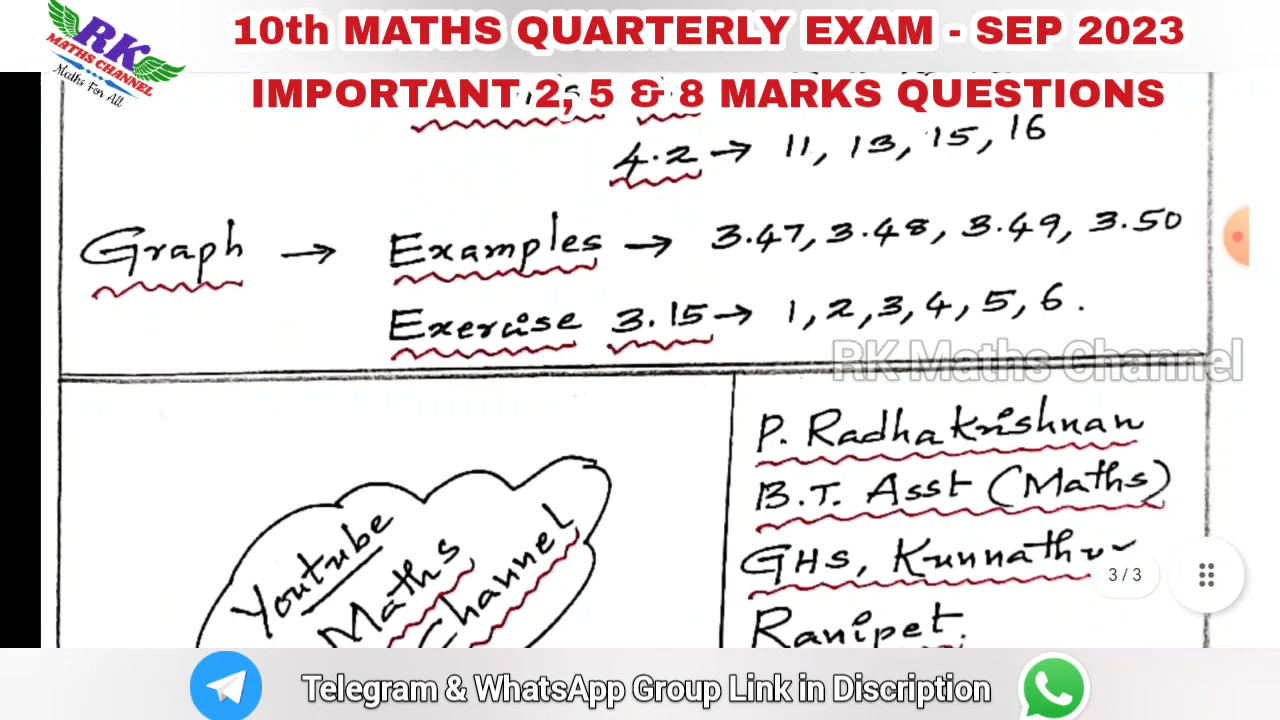 RK
MATHS CHANNEL
Maths For All
10th MATHS QUARTERLY EXAM - SEP 2023
IMPORTANT 2, 5 & 8 MARKS QUESTIONS
4.2 → 11, 13, 15, 16
Graph → Examples → 3.47, 3.48, 3.49, 3.50
Exercise 3.15 → 1, 2, 3, 4, 5, 6.
RK Maths Channel
Youtube
Maths
Channel
P. Radhakrishnan
B.T. Asst (Maths)
GHS, Kunnathur
3 / 3
Ranipet.
Telegram & WhatsApp Group Link in Discription